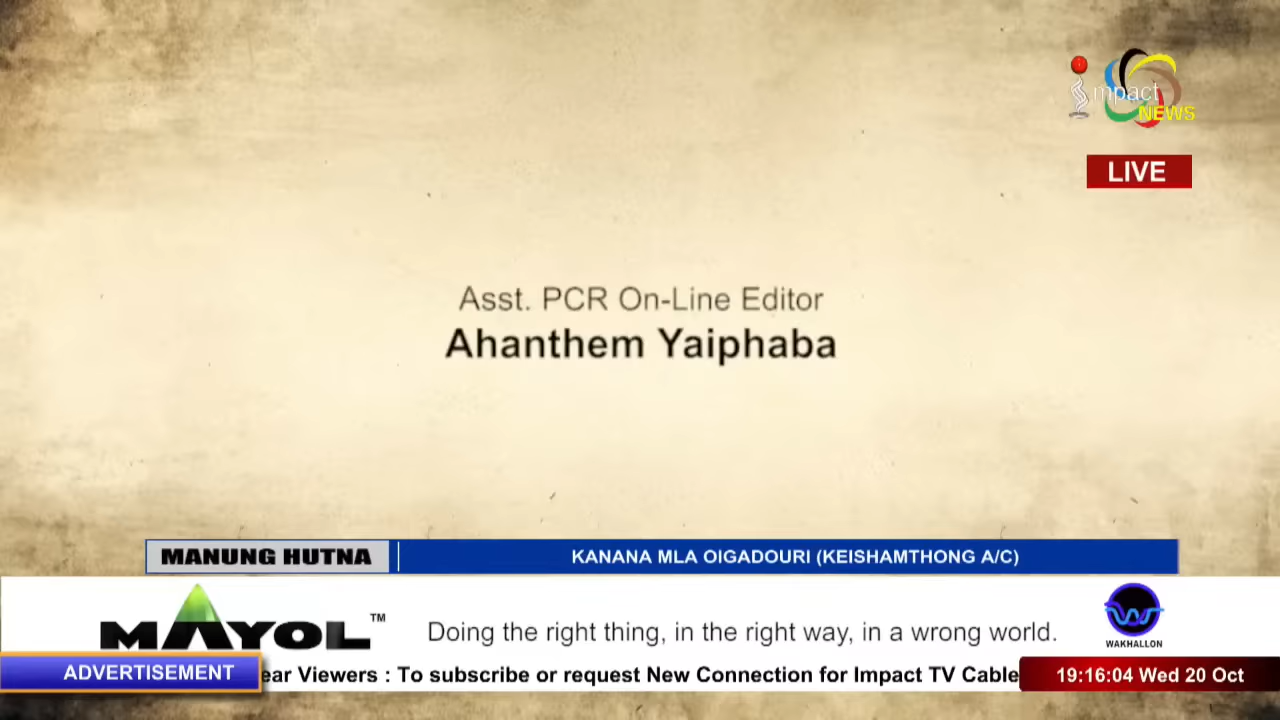 mpact
NEWS
LIVE
Asst. PCR On-Line Editor
Ahanthem Yaiphaba
MANUNG HUTNA
KANANA MLA OIGADOURI (KEISHAMTHONG A/C)
MAYOL™
Doing the right thing, in the right way, in a wrong world.
WAKHALLON
ADVERTISEMENT
ear Viewers : To subscribe or request New Connection for Impact TV Cable
19:16:04 Wed 20 Oct